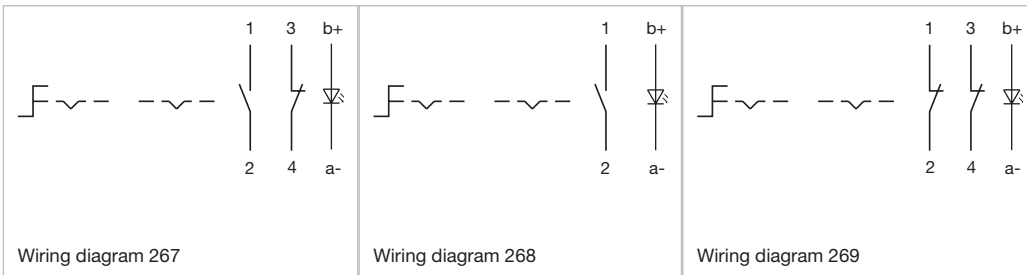 1 3 b+
2 4 a-
Wiring diagram 267
1 b+
2 a-
Wiring diagram 268
1 3 b+
2 4 a-
Wiring diagram 269